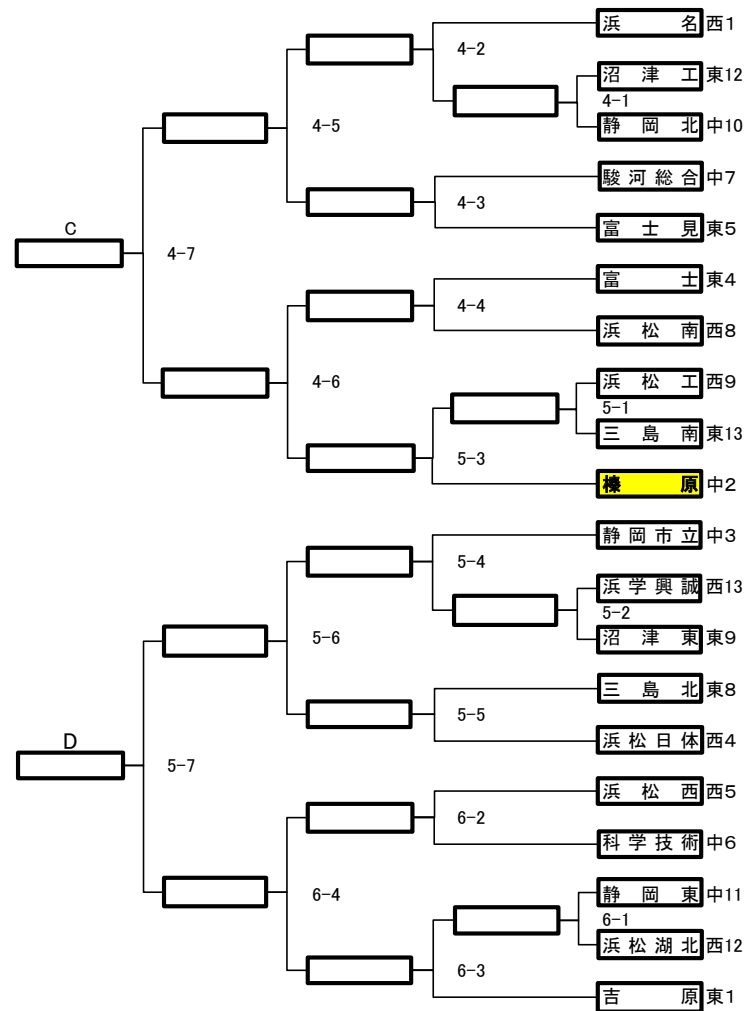 浜名 西1
4-2
沼津工 東12
4-1
4-5
静岡北 中10
駿河総合 中7
4-3
C
富士見 東5
4-7
富士 東4
4-4
浜松南 西8
4-6
浜松工 西9
5-1
三島南 東13
5-3
榛原 中2
静岡市立 中3
5-4
浜学興誠 西13
5-2
5-6
沼津東 東9
三島北 東8
5-5
D
浜松日体 西4
5-7
浜松西 西5
6-2
科学技術 中6
6-4
静岡東 中11
6-1
浜松湖北 西12
6-3
吉原 東1